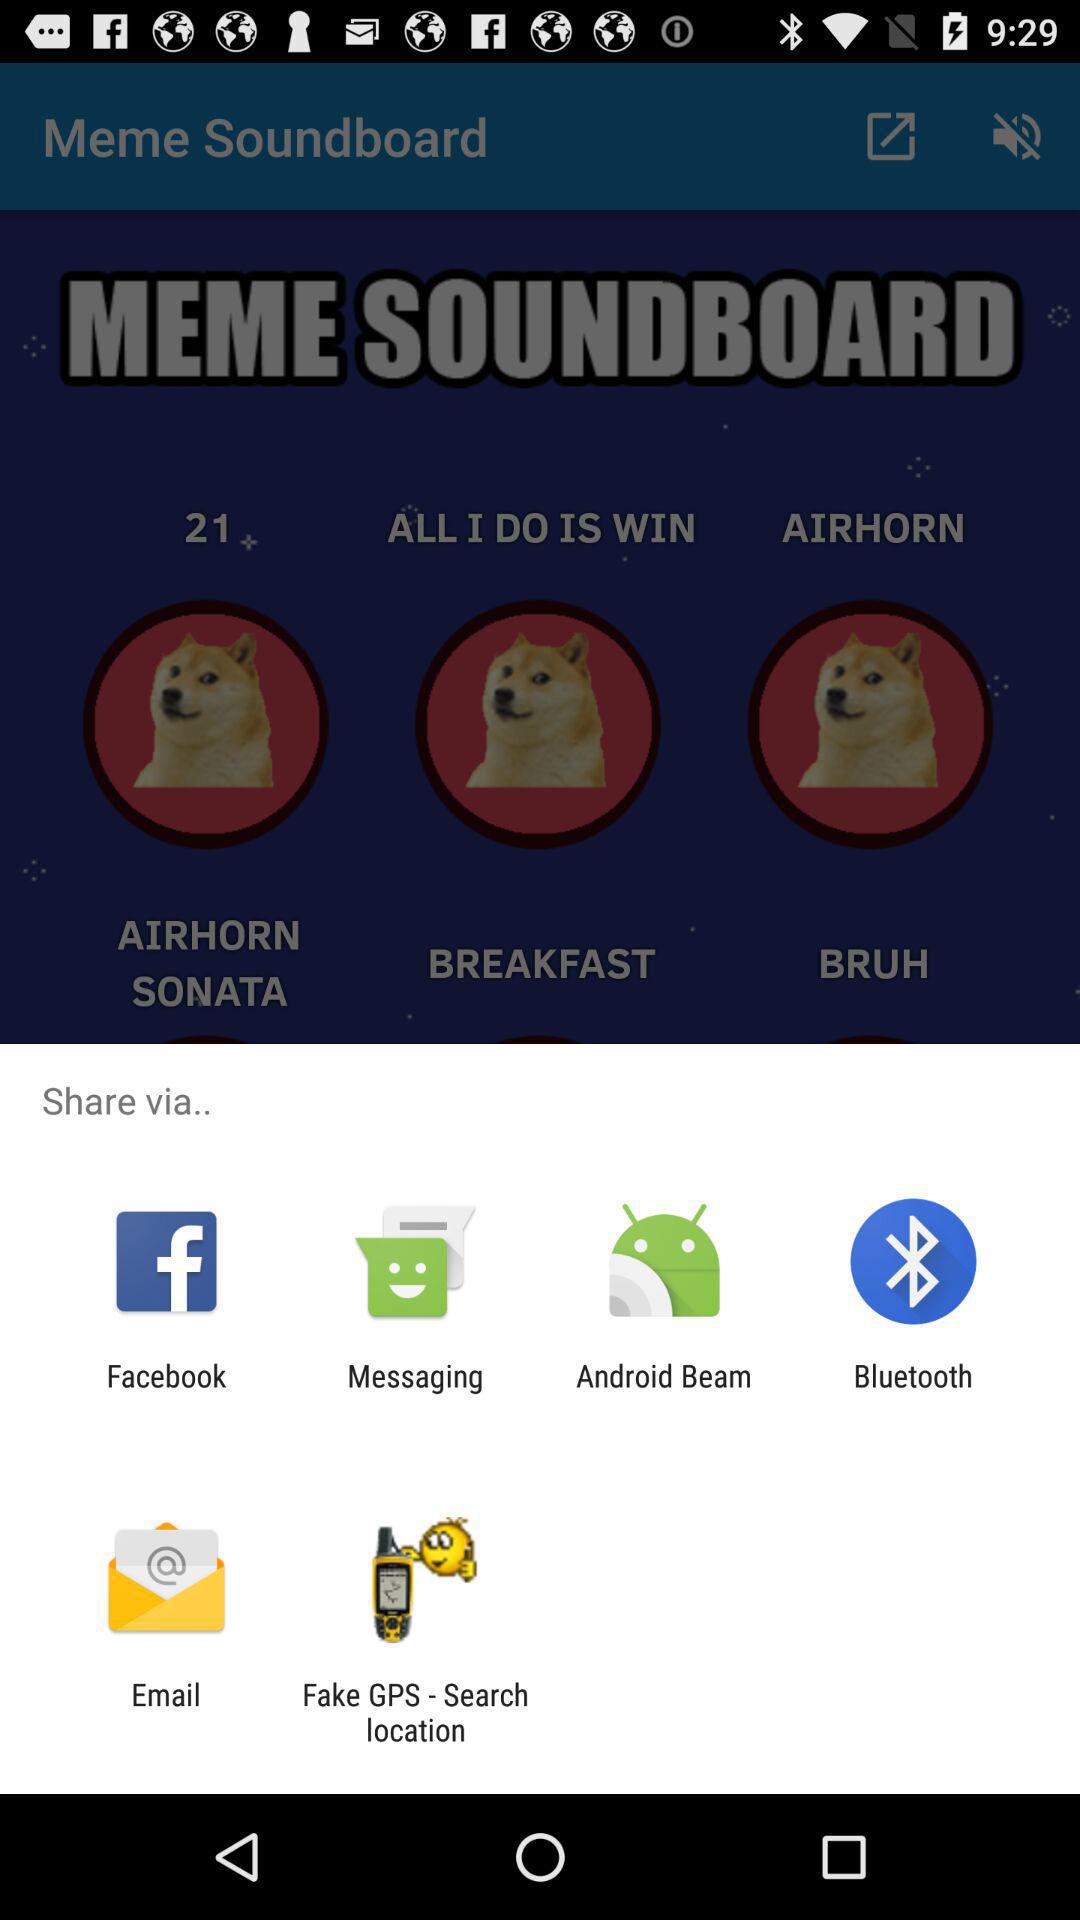 9:29
Meme Soundboard
MEME SOUNDBOARD
21
ALL I DO IS WIN
AIRHORN
AIRHORN
SONATA
BREAKFAST
BRUH
Share via..
Facebook
Messaging
Android Beam
Bluetooth
Email
Fake GPS - Search
location